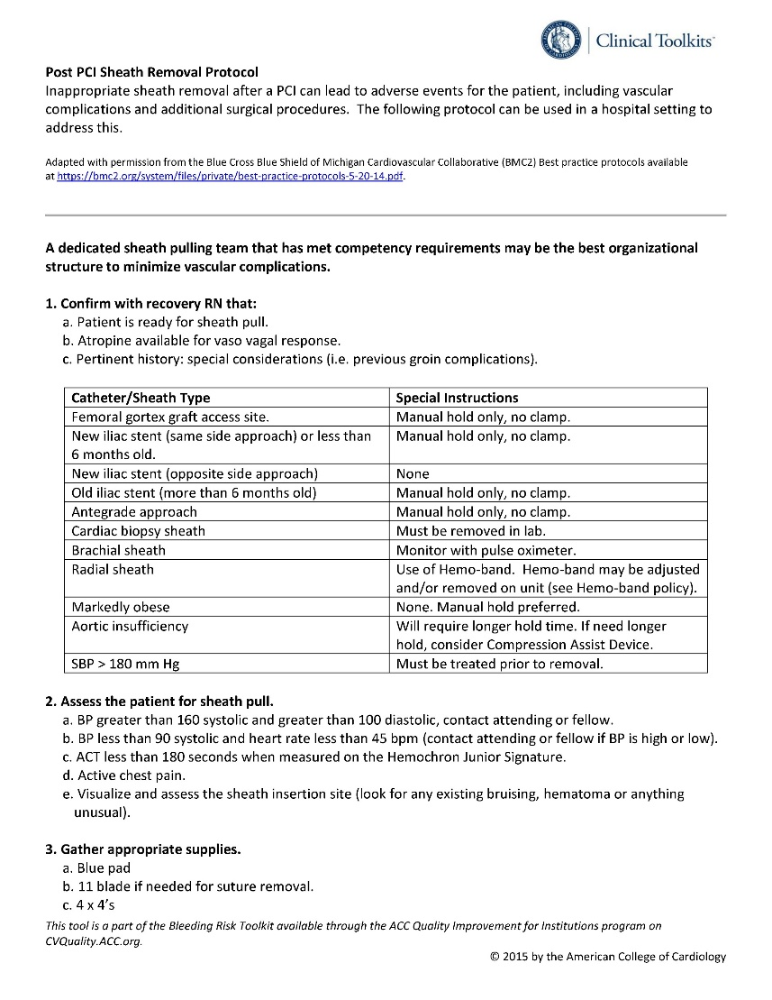 Clinical Toolkits™
Post PCI Sheath Removal Protocol
Inappropriate sheath removal after a PCI can lead to adverse events for the patient, including vascular
complications and additional surgical procedures.  The following protocol can be used in a hospital setting to
address this.
Adapted with permission from the Blue Cross Blue Shield of Michigan Cardiovascular Collaborative (BMC2) Best practice protocols available
at https://bmc2.org/system/files/private/best-practice-protocols-5-20-14.pdf.
A dedicated sheath pulling team that has met competency requirements may be the best organizational
structure to minimize vascular complications.
1. Confirm with recovery RN that:
a. Patient is ready for sheath pull.
b. Atropine available for vaso vagal response.
c. Pertinent history: special considerations (i.e. previous groin complications).
Catheter/Sheath Type Special Instructions
Femoral gortex graft access site. Manual hold only, no clamp.
New iliac stent (same side approach) or less than Manual hold only, no clamp.
6 months old.
New iliac stent (opposite side approach) None
Old iliac stent (more than 6 months old) Manual hold only, no clamp.
Antegrade approach Manual hold only, no clamp.
Cardiac biopsy sheath Must be removed in lab.
Brachial sheath Monitor with pulse oximeter.
Radial sheath Use of Hemo-band.  Hemo-band may be adjusted
and/or removed on unit (see Hemo-band policy).
Markedly obese None. Manual hold preferred.
Aortic insufficiency Will require longer hold time. If need longer
hold, consider Compression Assist Device.
SBP > 180 mm Hg Must be treated prior to removal.
2. Assess the patient for sheath pull.
a. BP greater than 160 systolic and greater than 100 diastolic, contact attending or fellow.
b. BP less than 90 systolic and heart rate less than 45 bpm (contact attending or fellow if BP is high or low).
c. ACT less than 180 seconds when measured on the Hemochron Junior Signature.
d. Active chest pain.
e. Visualize and assess the sheath insertion site (look for any existing bruising, hematoma or anything
unusual).
3. Gather appropriate supplies.
a. Blue pad
b. 11 blade if needed for suture removal.
c. 4 x 4's
This tool is a part of the Bleeding Risk Toolkit available through the ACC Quality Improvement for Institutions program on
CVQuality.ACC.org.
© 2015 by the American College of Cardiology